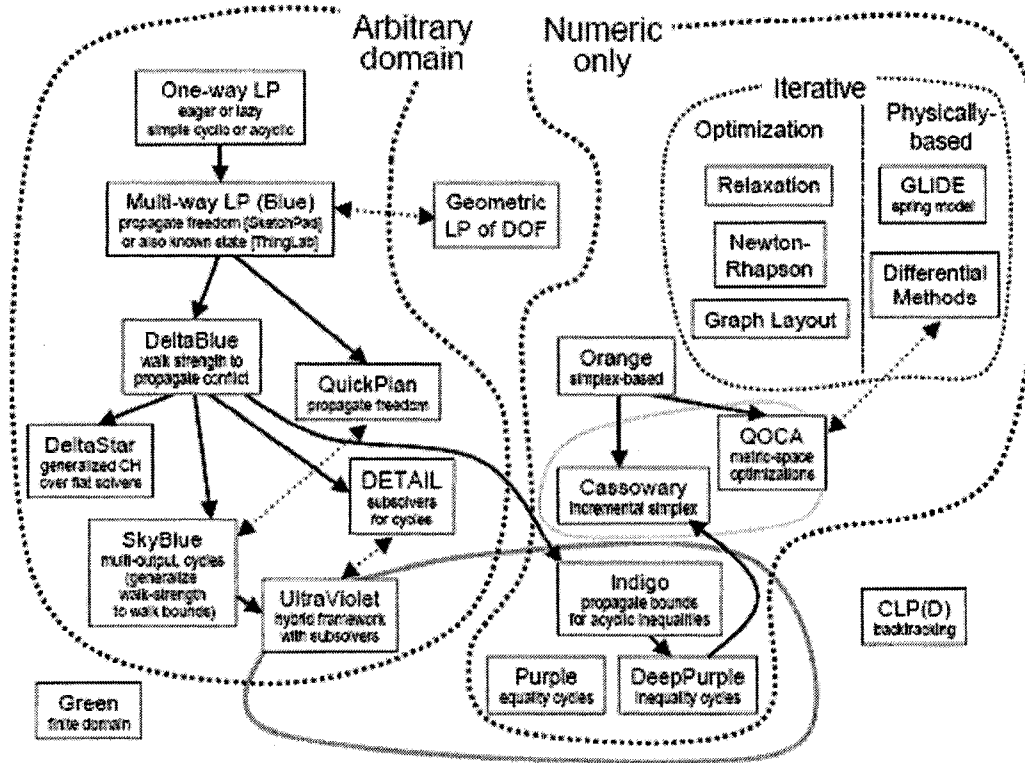 Arbitrary
domain
Numeric
only
One-way LP
eager or lazy
simple cyclic or acyclic
Multi-way LP (Blue)
propagate freedom [SketchPad]
or also known state [ThingLab]
Geometric
LP of DOF
Iterative
Optimization
Physically-
based
Relaxation
GLIDE
spring model
Newton-
Rhapson
Differential
Methods
Graph Layout
DeltaBlue
walk strength to
propagate conflict
QuickPlan
propagate freedom
Orange
simplex-based
DeltaStar
generalized CH
over flat solvers
DETAIL
subsolvers
for cycles
QOCA
metric-space
optimizations
Cassowary
incremental simplex
SkyBlue
multi-output, cycles
(generalize
walk-strength
to walk bounds)
UltraViolet
hybrid framework
with subsolvers
Indigo
propagate bounds
for acyclic inequalities
CLP(D)
backtracking
Purple
equality cycles
DeepPurple
inequality cycles
Green
finite domain